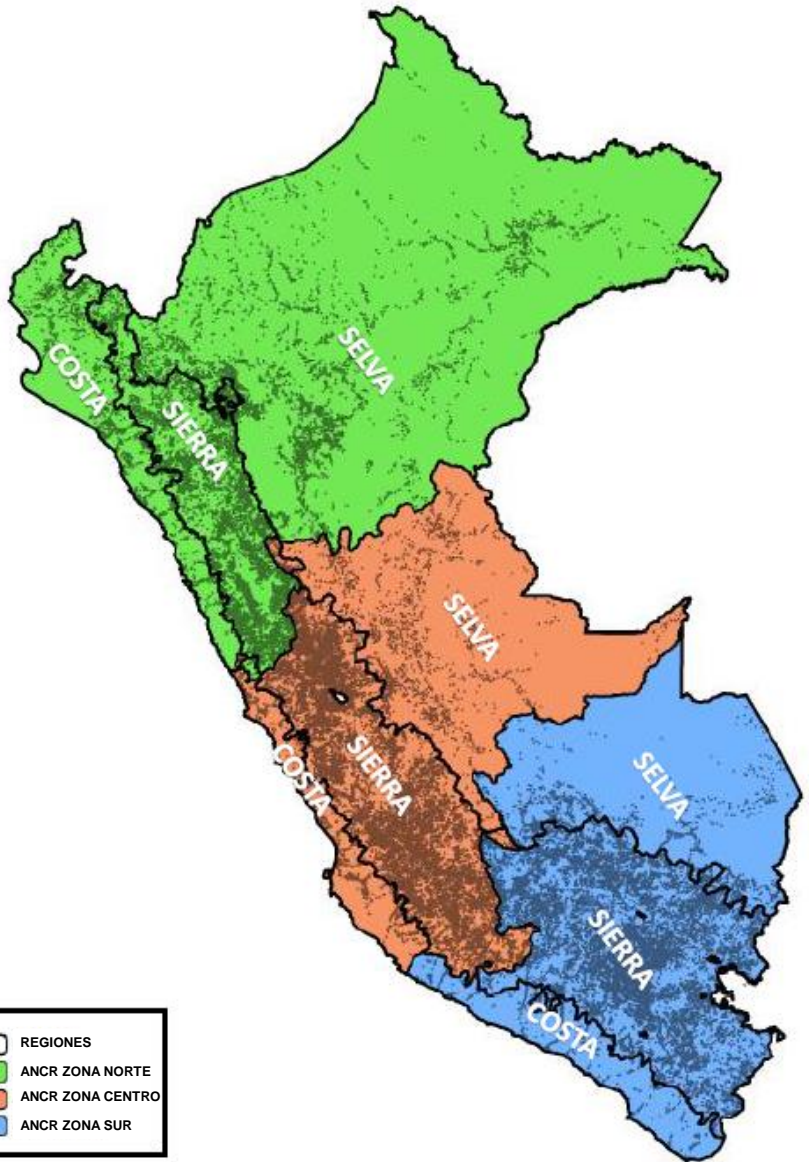 SELVA
COSTA
SIERRA
SELVA
SIERRA
COSTA
SELVA
SIERRA
COSTA
REGIONES
ANCR ZONA NORTE
ANCR ZONA CENTRO
ANCR ZONA SUR